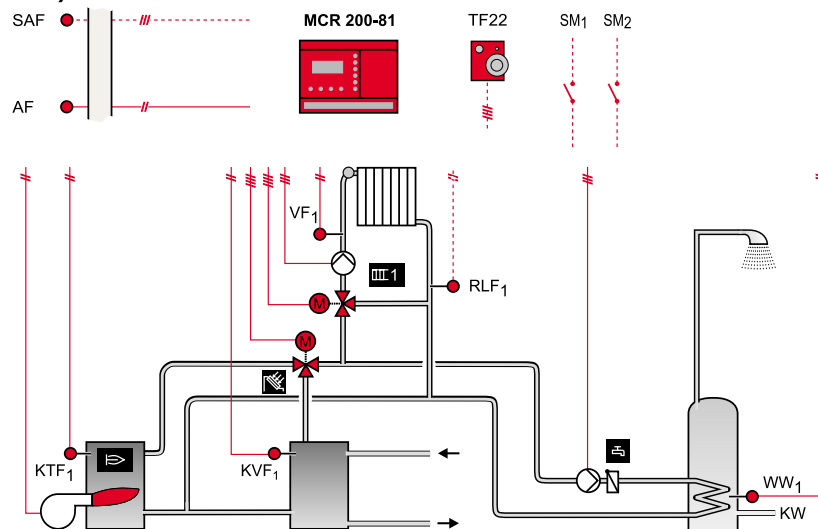 SAF
MCR 200-81
TF22
SM1
SM2
AF
VF1
1
RLF1
M
M
KTF1
KVF1
WW1
KW